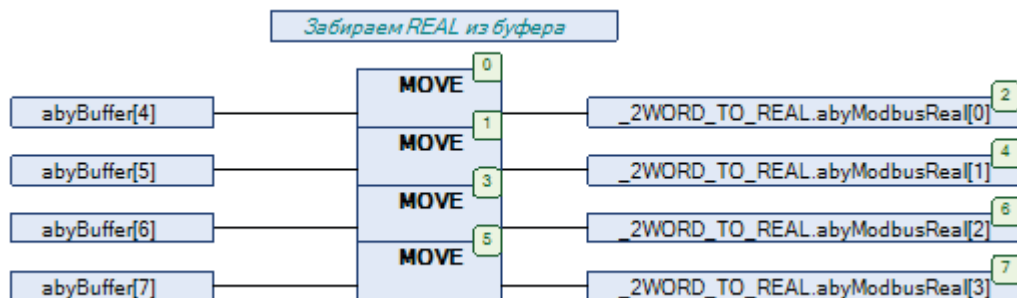 Забираем REAL из буфера
0
MOVE
abyBuffer[4] _2WORD_TO_REAL.abyModbusReal[0] 2
1
MOVE
abyBuffer[5] _2WORD_TO_REAL.abyModbusReal[1] 4
3
MOVE
abyBuffer[6] _2WORD_TO_REAL.abyModbusReal[2] 6
5
MOVE
abyBuffer[7] _2WORD_TO_REAL.abyModbusReal[3] 7